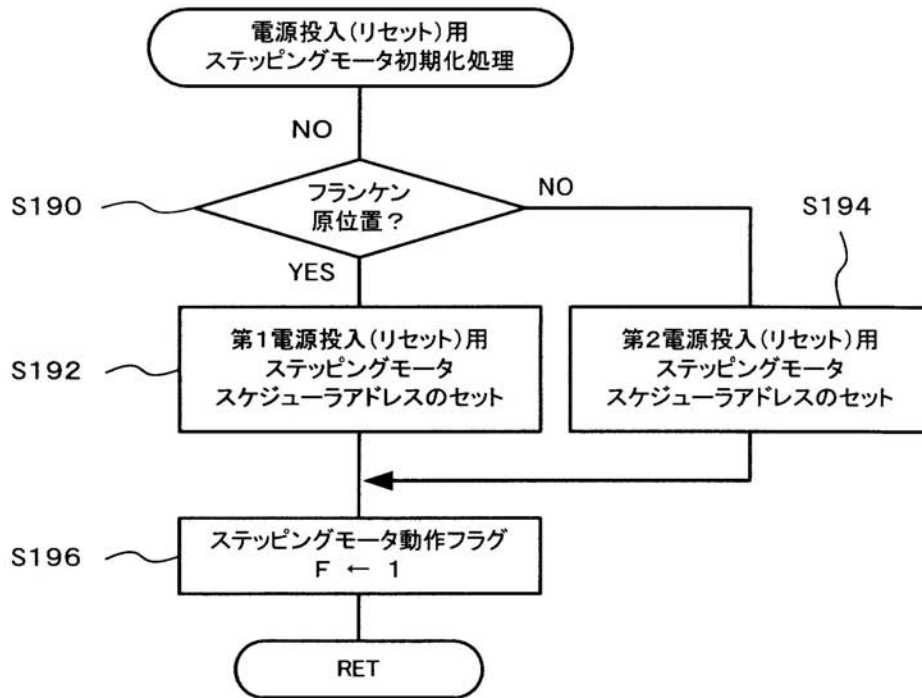 電源投入(リセット)用
ステッピングモータ初期化処理
NO
S190
フランケン
原位置?
NO
S194
YES
S192
第1電源投入(リセット)用
ステッピングモータ
スケジューラアドレスのセット
第2電源投入(リセット)用
ステッピングモータ
スケジューラアドレスのセット
S196
ステッピングモータ動作フラグ
F ← 1
RET